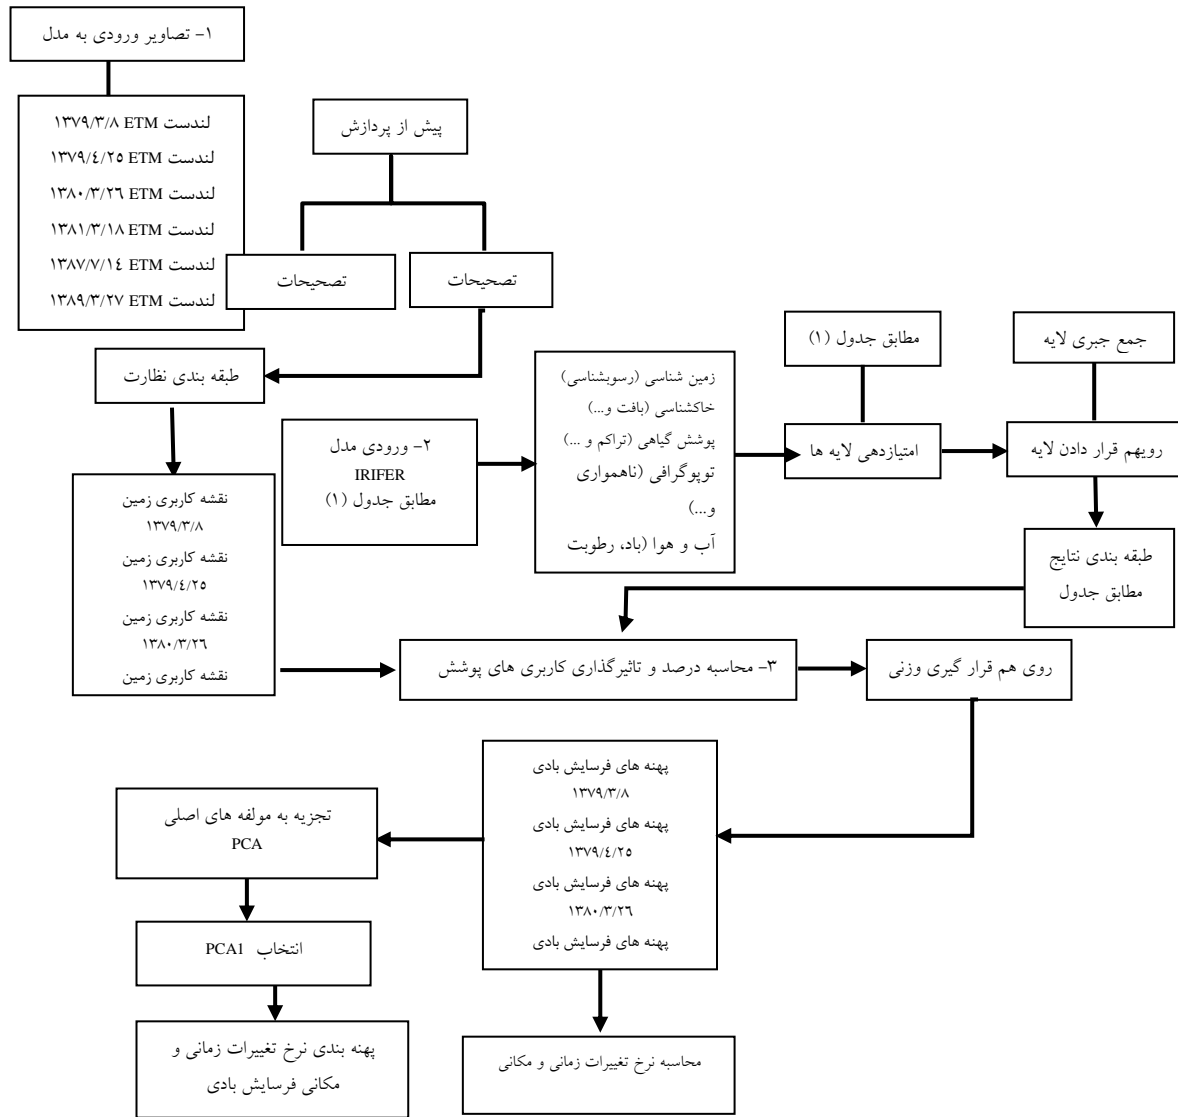 ۱- تصاویر ورودی به مدل
لندست ETM ۱۳۷۹/۳/۸
لندست ETM ۱۳۷۹/٤/۲٥
لندست ETM ۱۳۸۰/۳/۲٦
لندست ETM ۱۳۸۱/۳/۱۸
لندست ETM ۱۳۸۷/۷/۱٤
لندست ETM ۱۳۸۹/۳/۲۷
پیش از پردازش
تصحیحات
تصحیحات
طبقه بندی نظارت
نقشه کاربری زمین
۱۳۷۹/۳/۸
نقشه کاربری زمین
۱۳۷۹/٤/۲٥
نقشه کاربری زمین
۱۳۸۰/۳/۲٦
نقشه کاربری زمین
۲- ورودی مدل
IRIFER
مطابق جدول (۱)
زمین شناسی (رسوبشناسی)
خاکشناسی (بافت و...)
پوشش گیاهی (تراکم و ...)
توپوگرافی (ناهمواری
و...)
آب و هوا (باد، رطوبت
مطابق جدول (۱)
امتیازدهی لایه ها
جمع جبری لایه
رویهم قرار دادن لایه
طبقه بندی نتایج
مطابق جدول
۳- محاسبه درصد و تاثیرگذاری کاربری های پوشش
روی هم قرار گیری وزنی
پهنه های فرسایش بادی
۱۳۷۹/۳/۸
پهنه های فرسایش بادی
۱۳۷۹/٤/۲٥
پهنه های فرسایش بادی
۱۳۸۰/۳/۲٦
پهنه های فرسایش بادی
تجزیه به مولفه های اصلی
PCA
انتخاب PCA1
پهنه بندی نرخ تغییرات زمانی و
مکانی فرسایش بادی
محاسبه نرخ تغییرات زمانی و مکانی